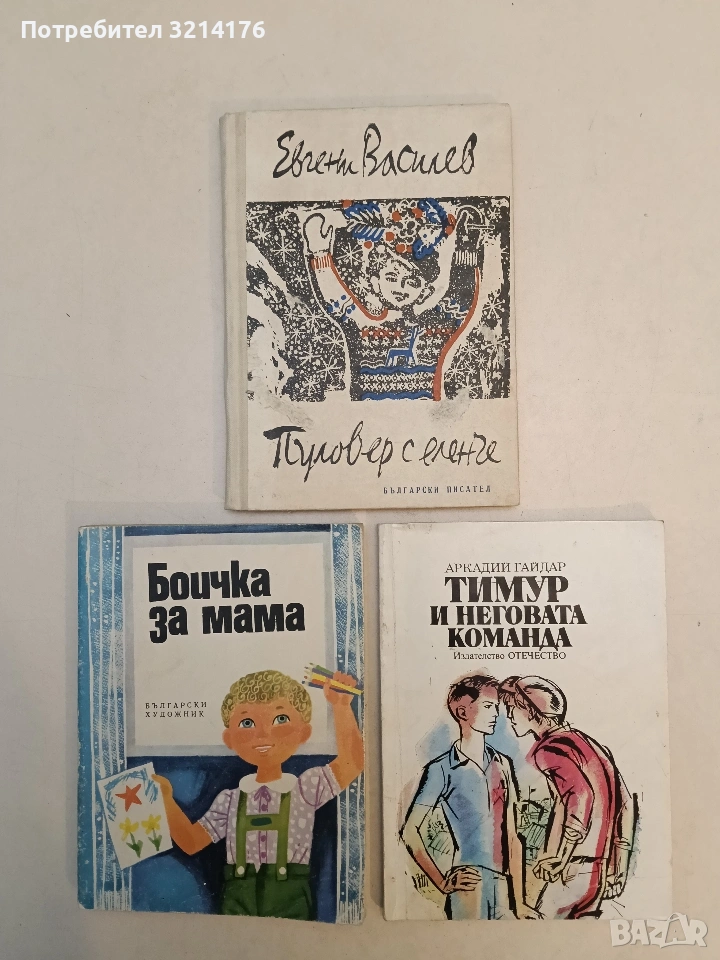 Потребител 3214176
Евгени Василев
Пуловер с еленче
БЪЛГАРСКИ ПИСАТЕЛ
Боичка
за мама
БЪЛГАРСКИ
ХУДОЖНИК
АРКАДИЙ ГАЙДАР
ТИМУР
И НЕГОВАТА
КОМАНДА
Издателство ОТЕЧЕСТВО
BAZAR